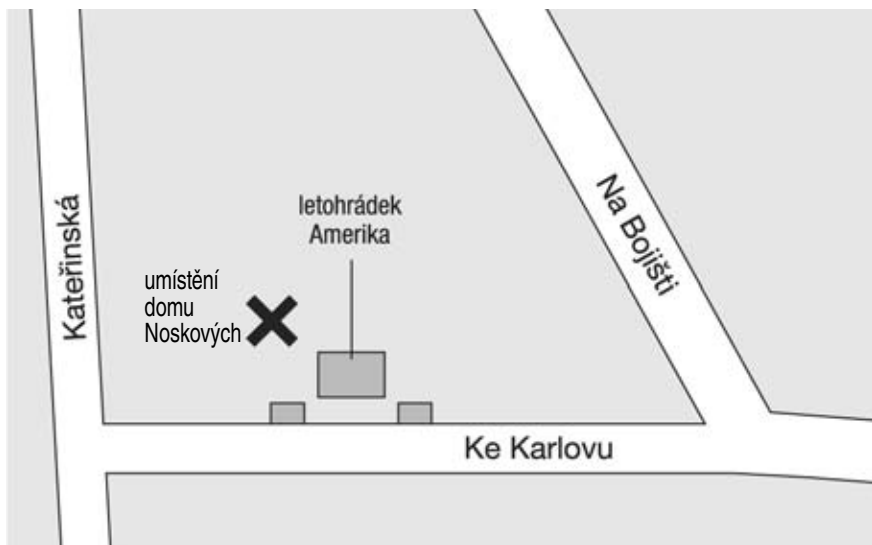 Kateřinská
letohrádek
Amerika
umístění
domu
Noskových
Na Bojišti
Ke Karlovu